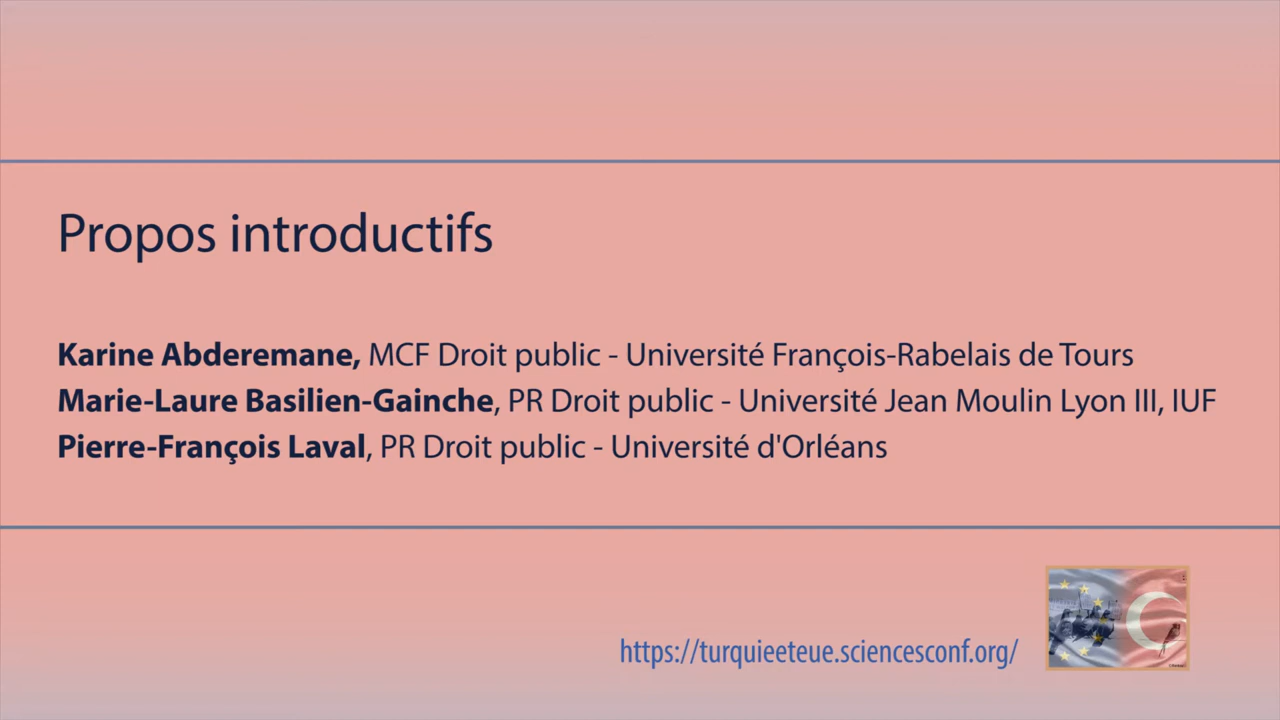 Propos introductifs
Karine Abderemane, MCF Droit public - Université François-Rabelais de Tours
Marie-Laure Basilien-Gainche, PR Droit public - Université Jean Moulin Lyon III, IUF
Pierre-François Laval, PR Droit public - Université d'Orléans
https://turquieeteue.sciencesconf.org/